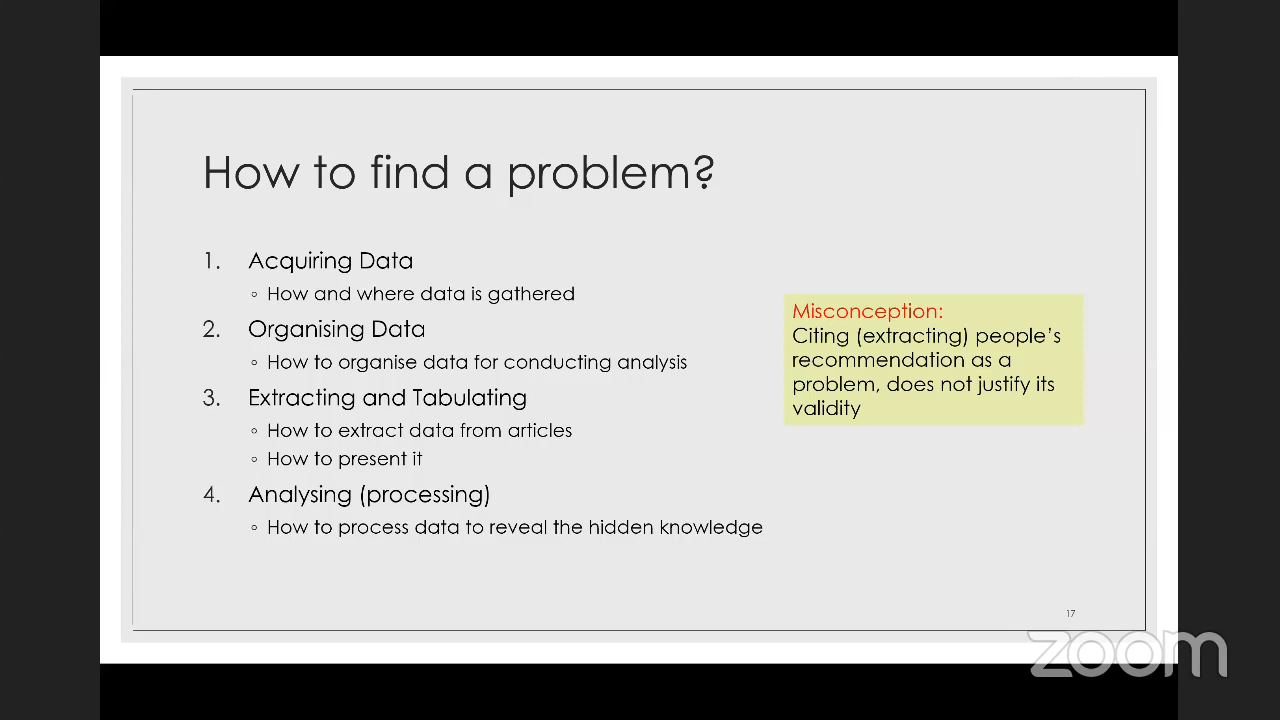 How to find a problem?
1. Acquiring Data
◦ How and where data is gathered
2. Organising Data
◦ How to organise data for conducting analysis
3. Extracting and Tabulating
◦ How to extract data from articles
◦ How to present it
4. Analysing (processing)
◦ How to process data to reveal the hidden knowledge
Misconception:
Citing (extracting) people's
recommendation as a
problem, does not justify its
validity
17
zoom